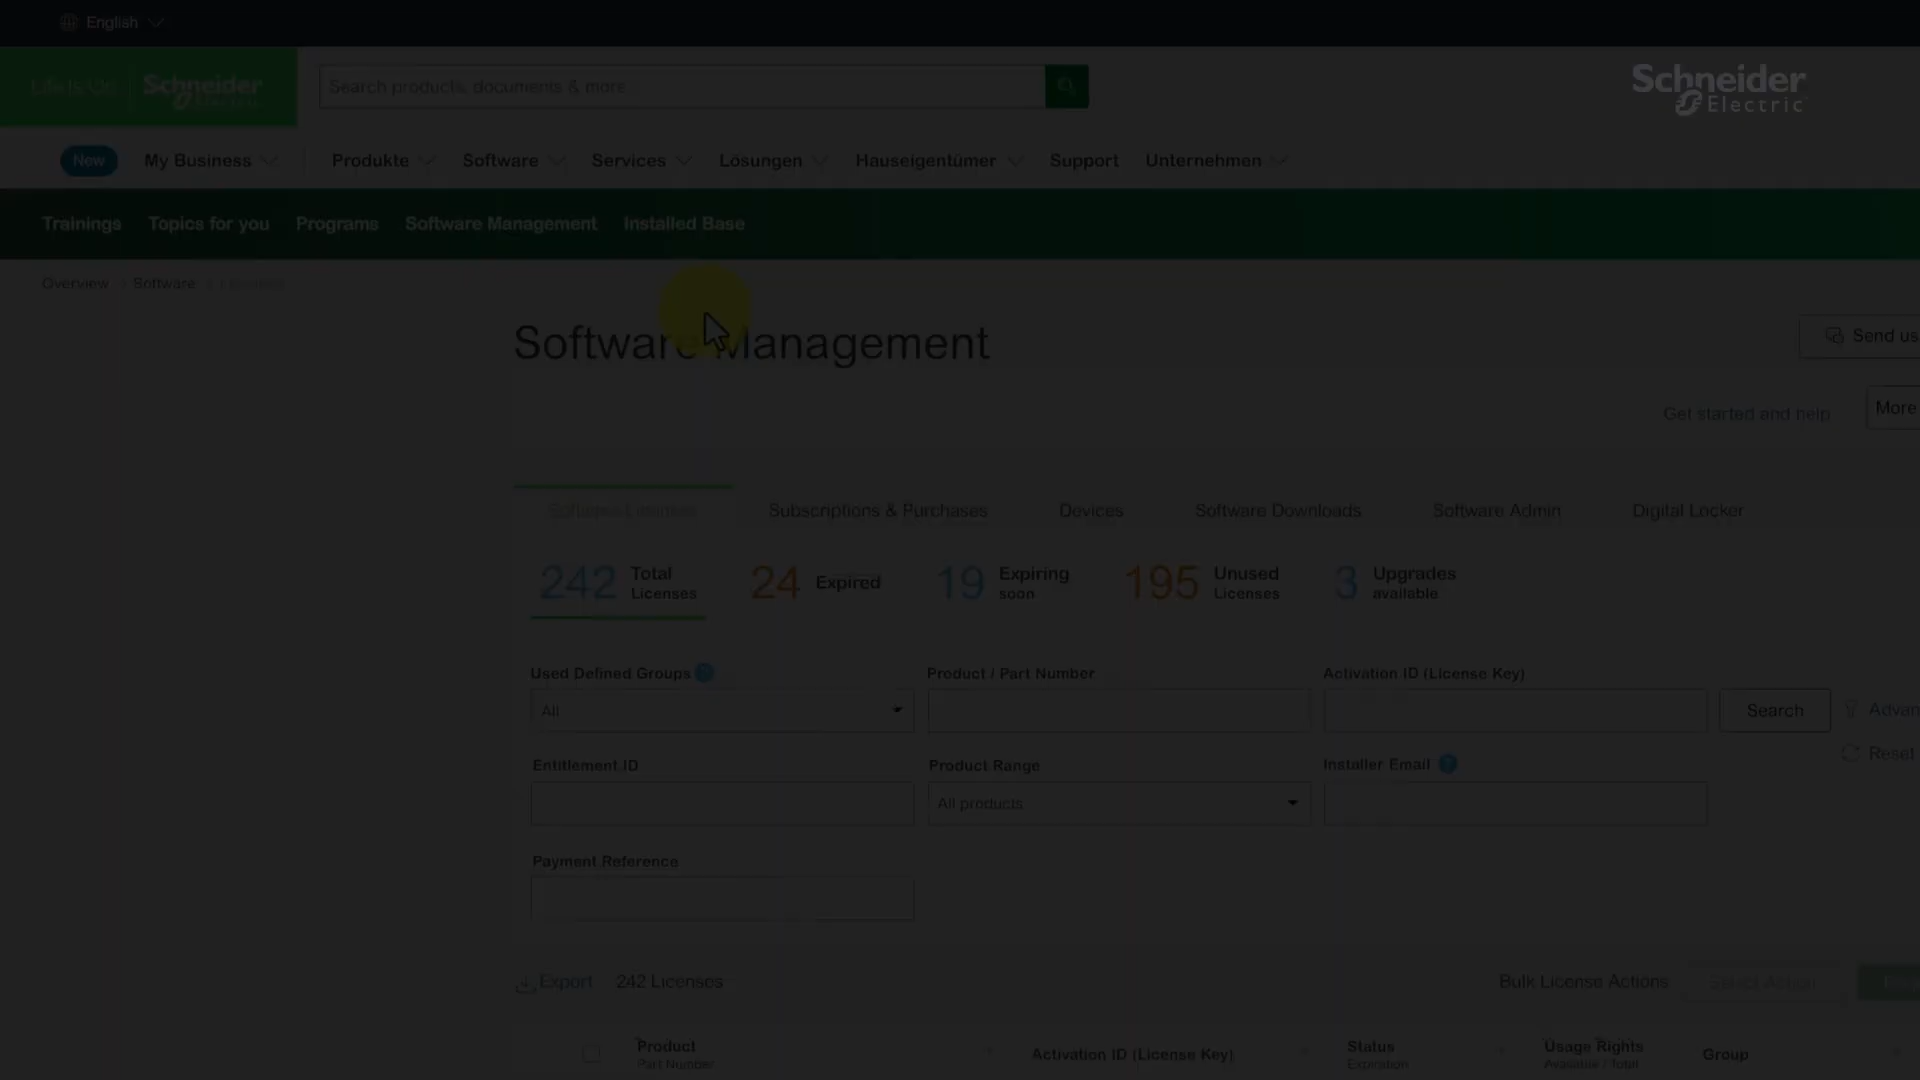 English
Life Is On Schneider Electric
Search products, documents & more
Schneider Electric
New My Business Produkte Software Services Lösungen Hauseigentümer Support Unternehmen
Trainings Topics for you Programs Software Management Installed Base
Overview Software Licenses
Software Management
Send us
Get started and help More
Software Licenses Subscriptions & Purchases Devices Software Downloads Software Admin Digital Locker
242 Total Licenses 24 Expired 19 Expiring soon 195 Unused Licenses 3 Upgrades available
Used Defined Groups ? Product / Part Number Activation ID (License Key)
All Search Advan
Reset
Entitlement ID Product Range Installer Email ?
All products
Payment Reference
Export 242 Licenses Bulk License Actions Select Action
Product Activation ID (License Key) Status Usage Rights Group
Part Number Expiration Available / Total